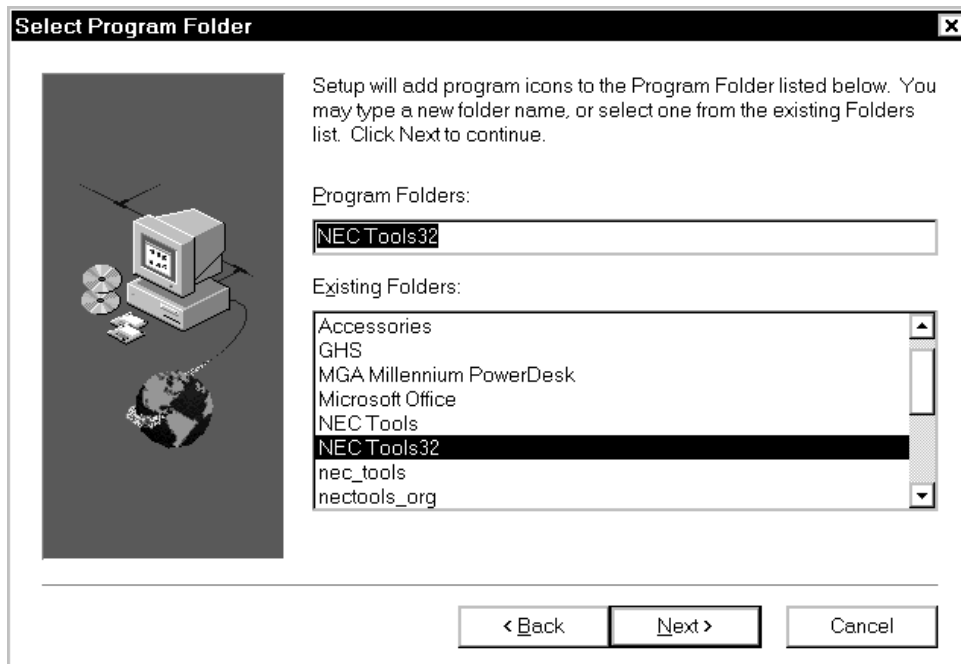 Select Program Folder
Setup will add program icons to the Program Folder listed below. You
may type a new folder name, or select one from the existing Folders
list. Click Next to continue.
Program Folders:
NEC Tools32
Existing Folders:
Accessories
GHS
MGA Millennium PowerDesk
Microsoft Office
NEC Tools
NEC Tools32
nec_tools
nectools_org
< Back
Next >
Cancel